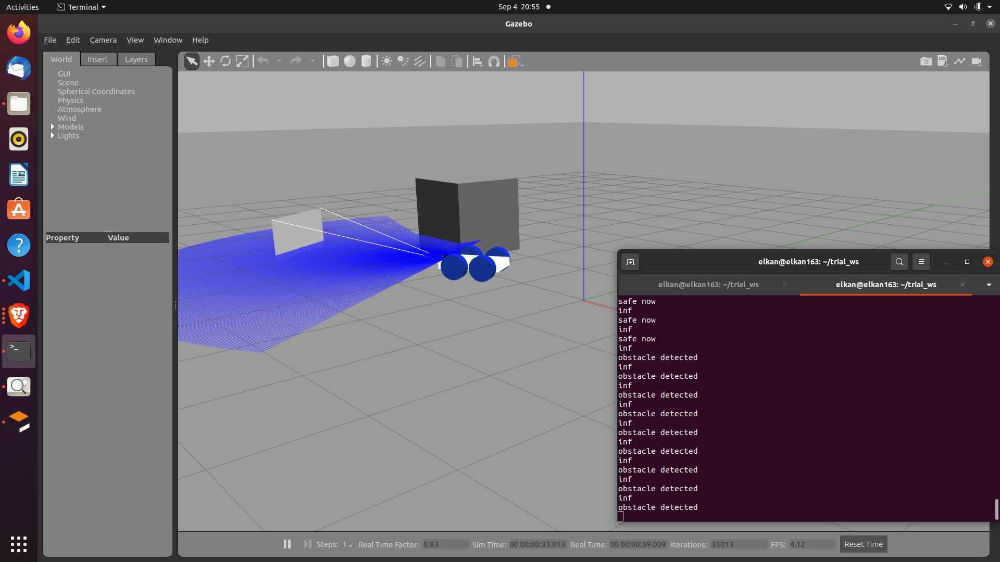 Activities Terminal Sep 4 20:55
Gazebo
File Edit Camera View Window Help
World Insert Layers
GUI
Scene
Spherical Coordinates
Physics
Atmosphere
Wind
Models
Lights
Property Value
LOG
elkan@elkan163: ~/trial_ws
elkan@elkan163: ~/trial_ws elkan@elkan163: ~/trial_ws
safe now
inf
safe now
inf
safe now
inf
obstacle detected
inf
obstacle detected
inf
obstacle detected
inf
obstacle detected
inf
obstacle detected
inf
obstacle detected
inf
obstacle detected
inf
obstacle detected
inf
obstacle detected
Steps: 1 Real Time Factor: 0.83 Sim Time: 00 00:00:33.013 Real Time: 00 00:00:39.009 Iterations: 33013 FPS: 4.12 Reset Time